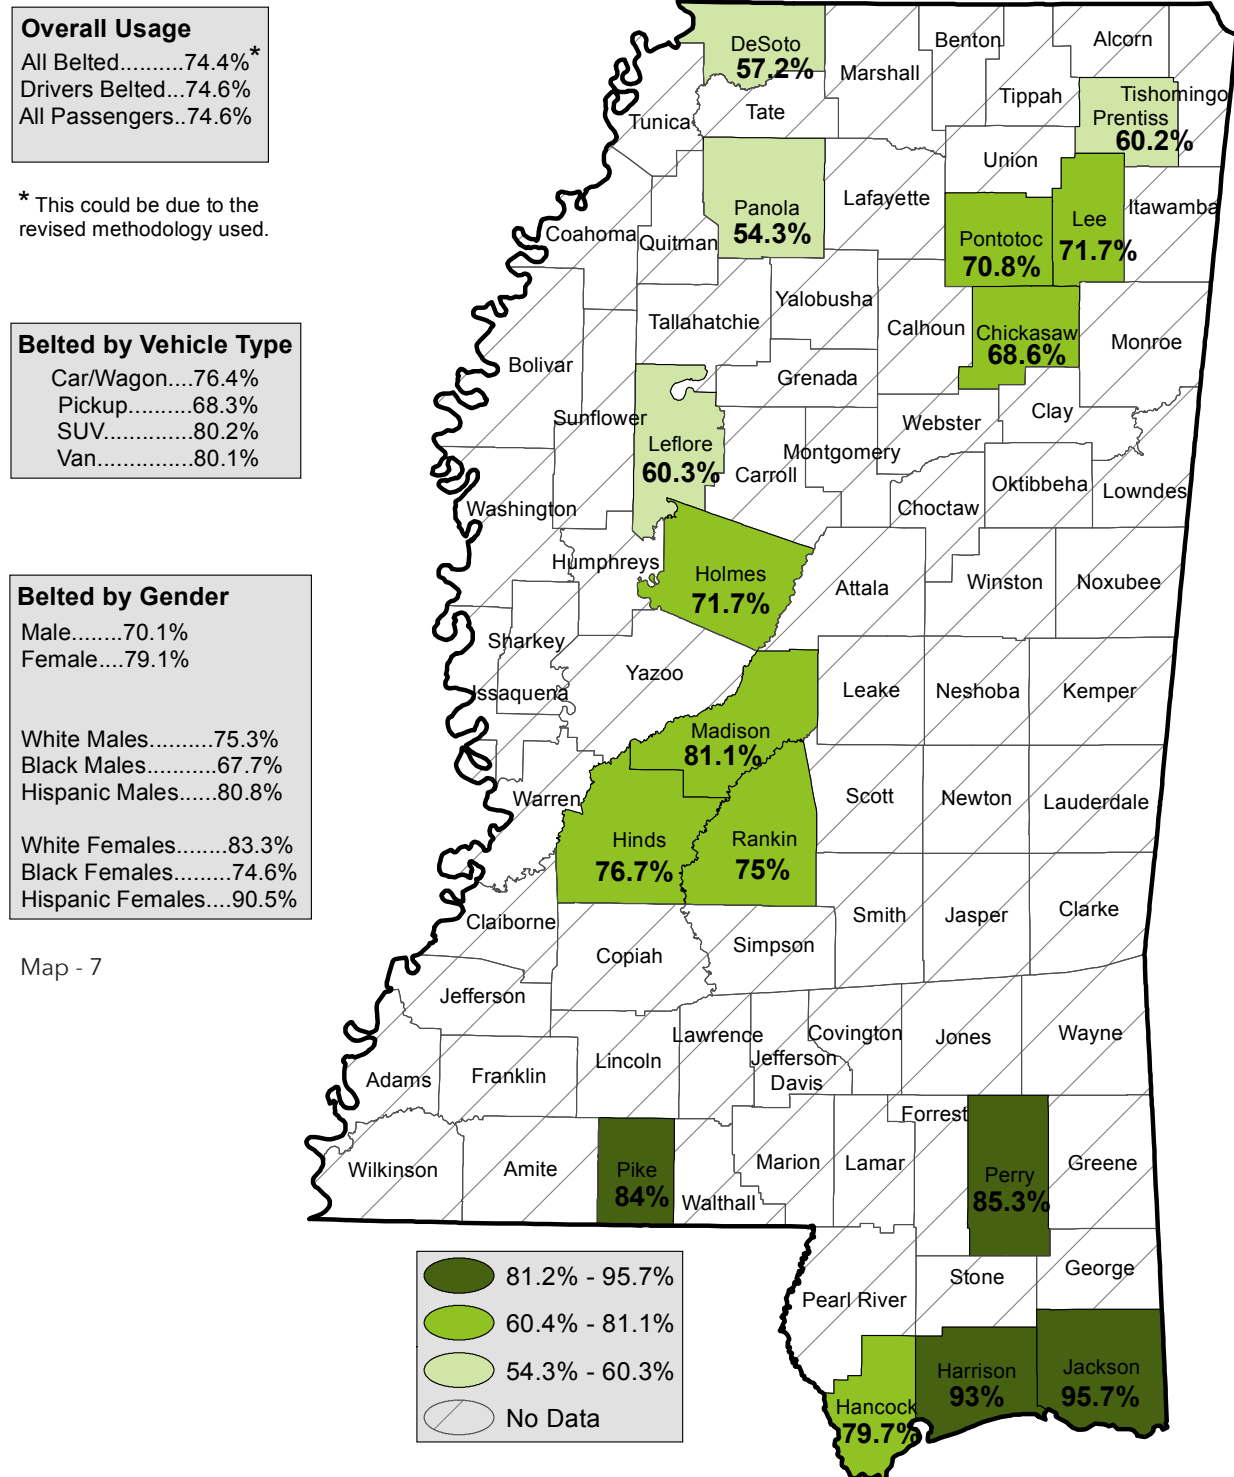 Overall Usage
All Belted..........74.4%*
Drivers Belted...74.6%
All Passengers..74.6%
* This could be due to the
revised methodology used.
Belted by Vehicle Type
Car/Wagon....76.4%
Pickup..........68.3%
SUV..............80.2%
Van...............80.1%
Belted by Gender
Male........70.1%
Female....79.1%
White Males..........75.3%
Black Males...........67.7%
Hispanic Males......80.8%
White Females........83.3%
Black Females.........74.6%
Hispanic Females....90.5%
Map - 7
DeSoto
57.2%
Marshall
Benton
Alcorn
Tippah
Tishomingo
Prentiss
60.2%
Tunica
Tate
Union
Panola
54.3%
Lafayette
Pontotoc
70.8%
Lee
71.7%
Itawamba
Coahoma
Quitman
Yalobusha
Tallahatchie
Calhoun
Chickasaw
68.6%
Monroe
Bolivar
Grenada
Sunflower
Leflore
60.3%
Carroll
Montgomery
Webster
Clay
Oktibbeha
Lowndes
Washington
Choctaw
Humphreys
Holmes
71.7%
Attala
Winston
Noxubee
Sharkey
Issaquena
Yazoo
Leake
Neshoba
Kemper
Madison
81.1%
Warren
Hinds
76.7%
Rankin
75%
Scott
Newton
Lauderdale
Claiborne
Copiah
Simpson
Smith
Jasper
Clarke
Jefferson
Lawrence
Covington
Jones
Wayne
Adams
Franklin
Lincoln
Jefferson
Davis
Wilkinson
Amite
Pike
84%
Walthall
Marion
Lamar
Forrest
Perry
85.3%
Greene
Pearl River
Stone
George
Hancock
79.7%
Harrison
93%
Jackson
95.7%
81.2% - 95.7%
60.4% - 81.1%
54.3% - 60.3%
No Data